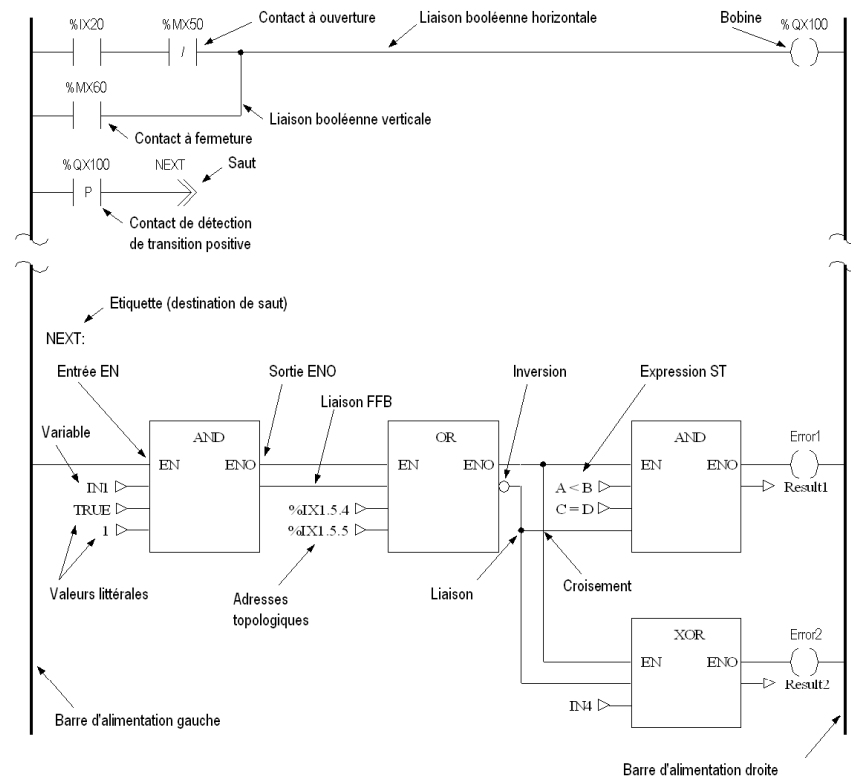 Contact à ouverture
Liaison booléenne horizontale
Bobine
%IX20
%MX50
%QX100
/
%MX60
Liaison booléenne verticale
Contact à fermeture
%QX100
NEXT
Saut
P
Contact de détection
de transition positive
Etiquette (destination de saut)
NEXT:
Entrée EN
Sortie ENO
Inversion
Expression ST
Liaison FFB
Variable
AND
OR
AND
Error1
EN
ENO
EN
ENO
EN
ENO
IN1
A < B
Result1
TRUE
%IX1.5.4
C = D
1
%IX1.5.5
Valeurs littérales
Adresses
topologiques
Liaison
Croisement
XOR
Error2
EN
ENO
Result2
IN4
Barre d'alimentation gauche
Barre d'alimentation droite